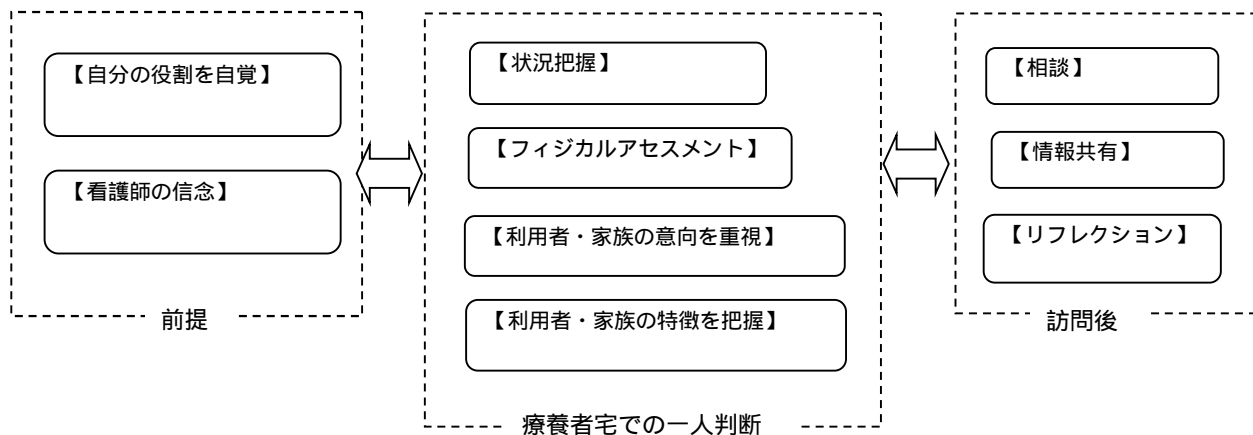 【自分の役割を自覚】
【看護師の信念】
前提
【状況把握】
【フィジカルアセスメント】
【利用者・家族の意向を重視】
【利用者・家族の特徴を把握】
療養者宅での一人判断
【相談】
【情報共有】
【リフレクション】
訪問後